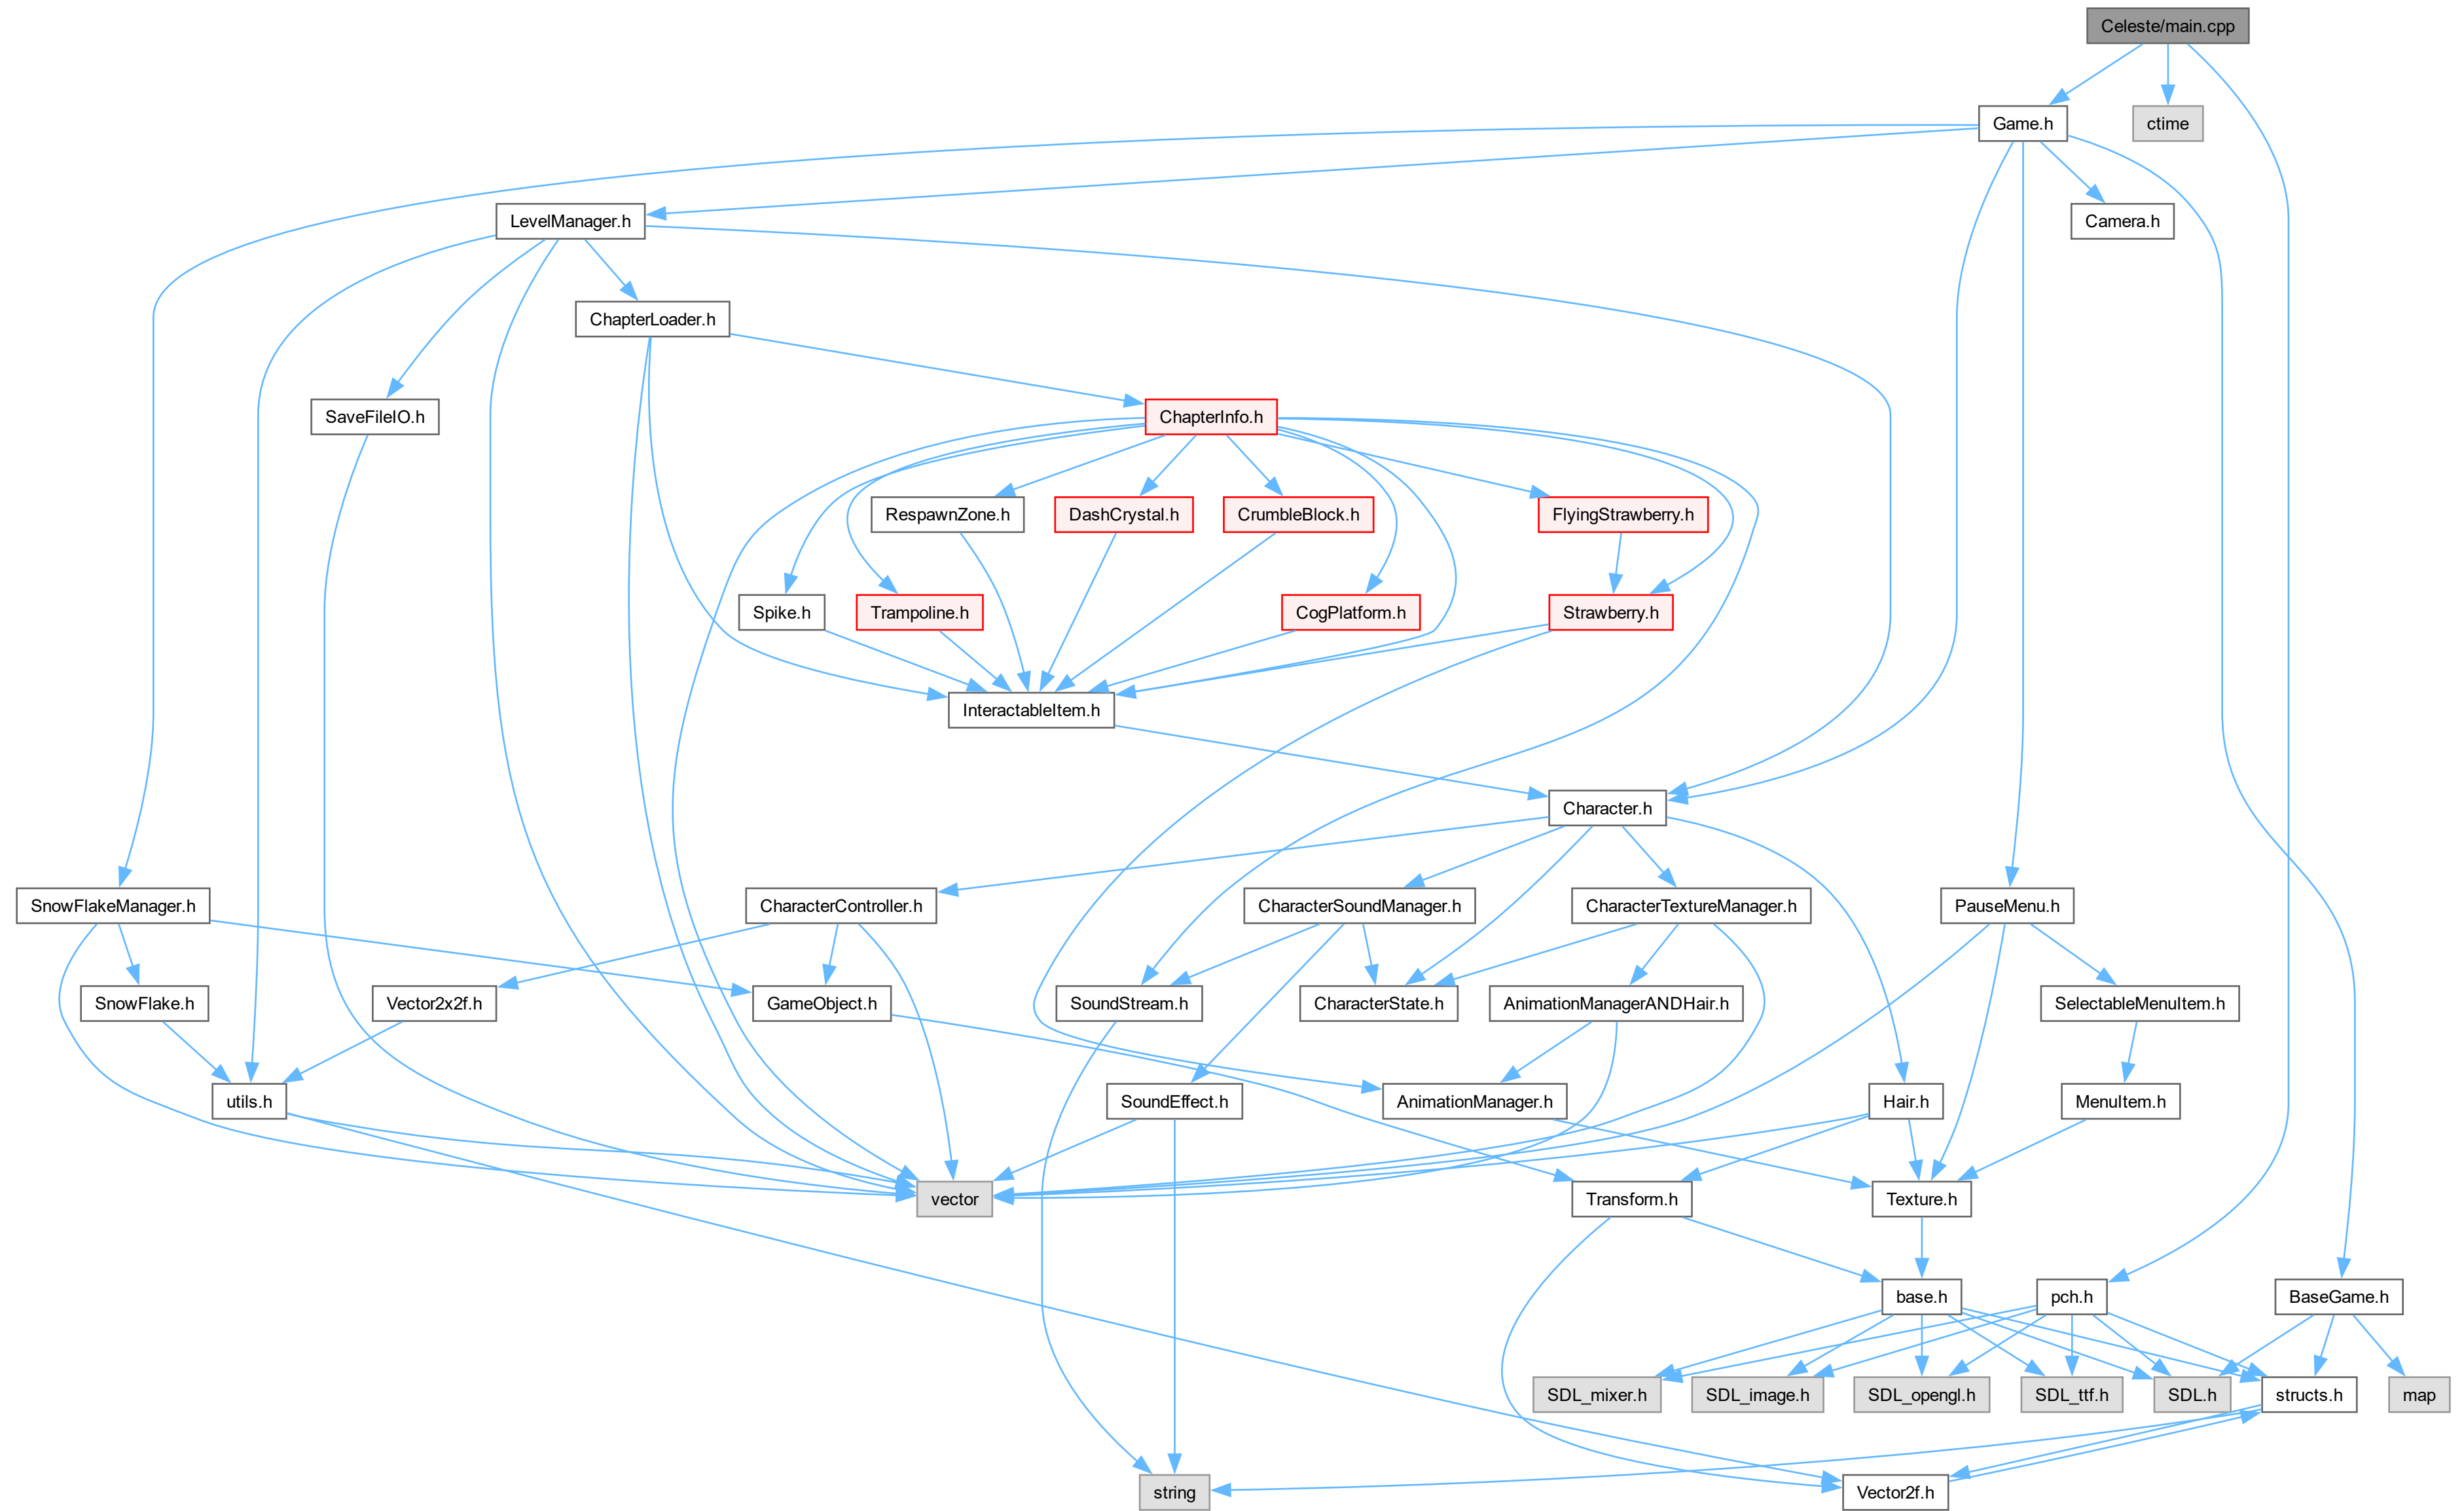 Celeste/main.cpp
Game.h
ctime
LevelManager.h
Camera.h
ChapterLoader.h
SaveFileIO.h
ChapterInfo.h
RespawnZone.h
DashCrystal.h
CrumbleBlock.h
FlyingStrawberry.h
Spike.h
Trampoline.h
CogPlatform.h
Strawberry.h
InteractableItem.h
Character.h
SnowFlakeManager.h
CharacterController.h
CharacterSoundManager.h
CharacterTextureManager.h
PauseMenu.h
SnowFlake.h
Vector2x2f.h
GameObject.h
SoundStream.h
CharacterState.h
AnimationManagerANDHair.h
SelectableMenuItem.h
utils.h
SoundEffect.h
AnimationManager.h
Hair.h
MenuItem.h
vector
Transform.h
Texture.h
base.h
pch.h
BaseGame.h
SDL_mixer.h
SDL_image.h
SDL_opengl.h
SDL_ttf.h
SDL.h
structs.h
map
string
Vector2f.h